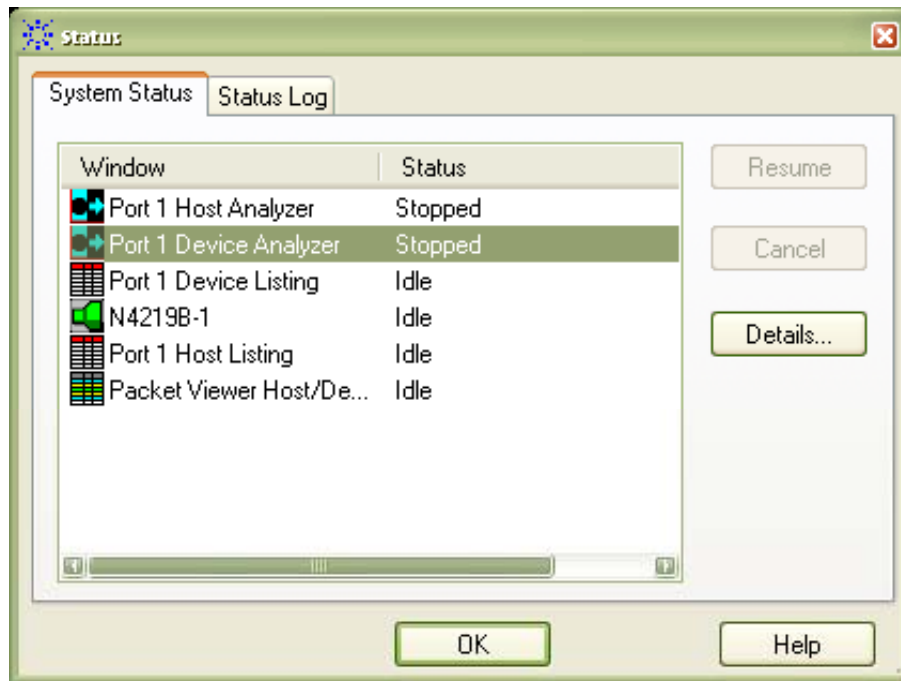 Status
System Status Status Log
Window Status
Port 1 Host Analyzer Stopped
Port 1 Device Analyzer Stopped
Port 1 Device Listing Idle
N4219B-1 Idle
Port 1 Host Listing Idle
Packet Viewer Host/De... Idle
Resume
Cancel
Details...
OK Help